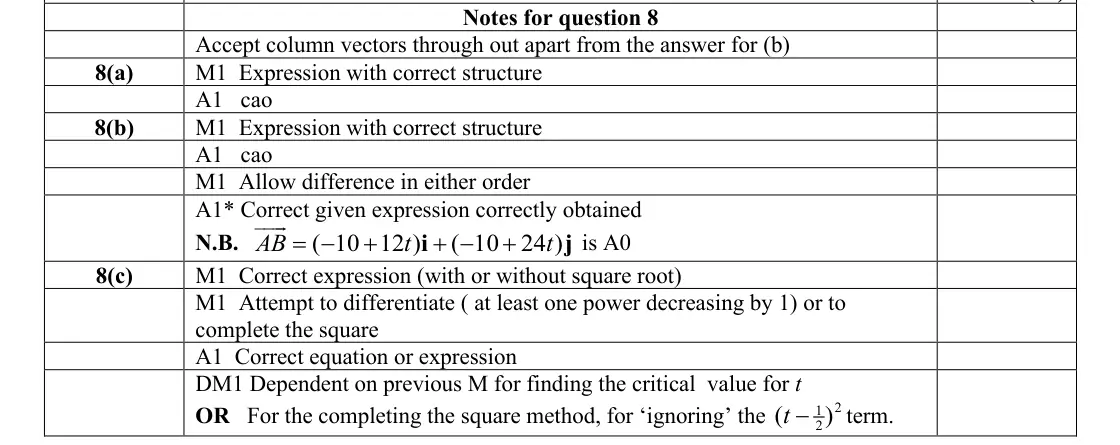 Notes for question 8
Accept column vectors through out apart from the answer for (b)
8(a) M1 Expression with correct structure
A1 cao
8(b) M1 Expression with correct structure
A1 cao
M1 Allow difference in either order
A1* Correct given expression correctly obtained
N.B. \overrightarrow{AB} = (−10 + 12t)i + (−10 + 24t)j is A0
8(c) M1 Correct expression (with or without square root)
M1 Attempt to differentiate ( at least one power decreasing by 1) or to
complete the square
A1 Correct equation or expression
DM1 Dependent on previous M for finding the critical value for t
OR For the completing the square method, for ‘ignoring’ the (t − ½)² term.